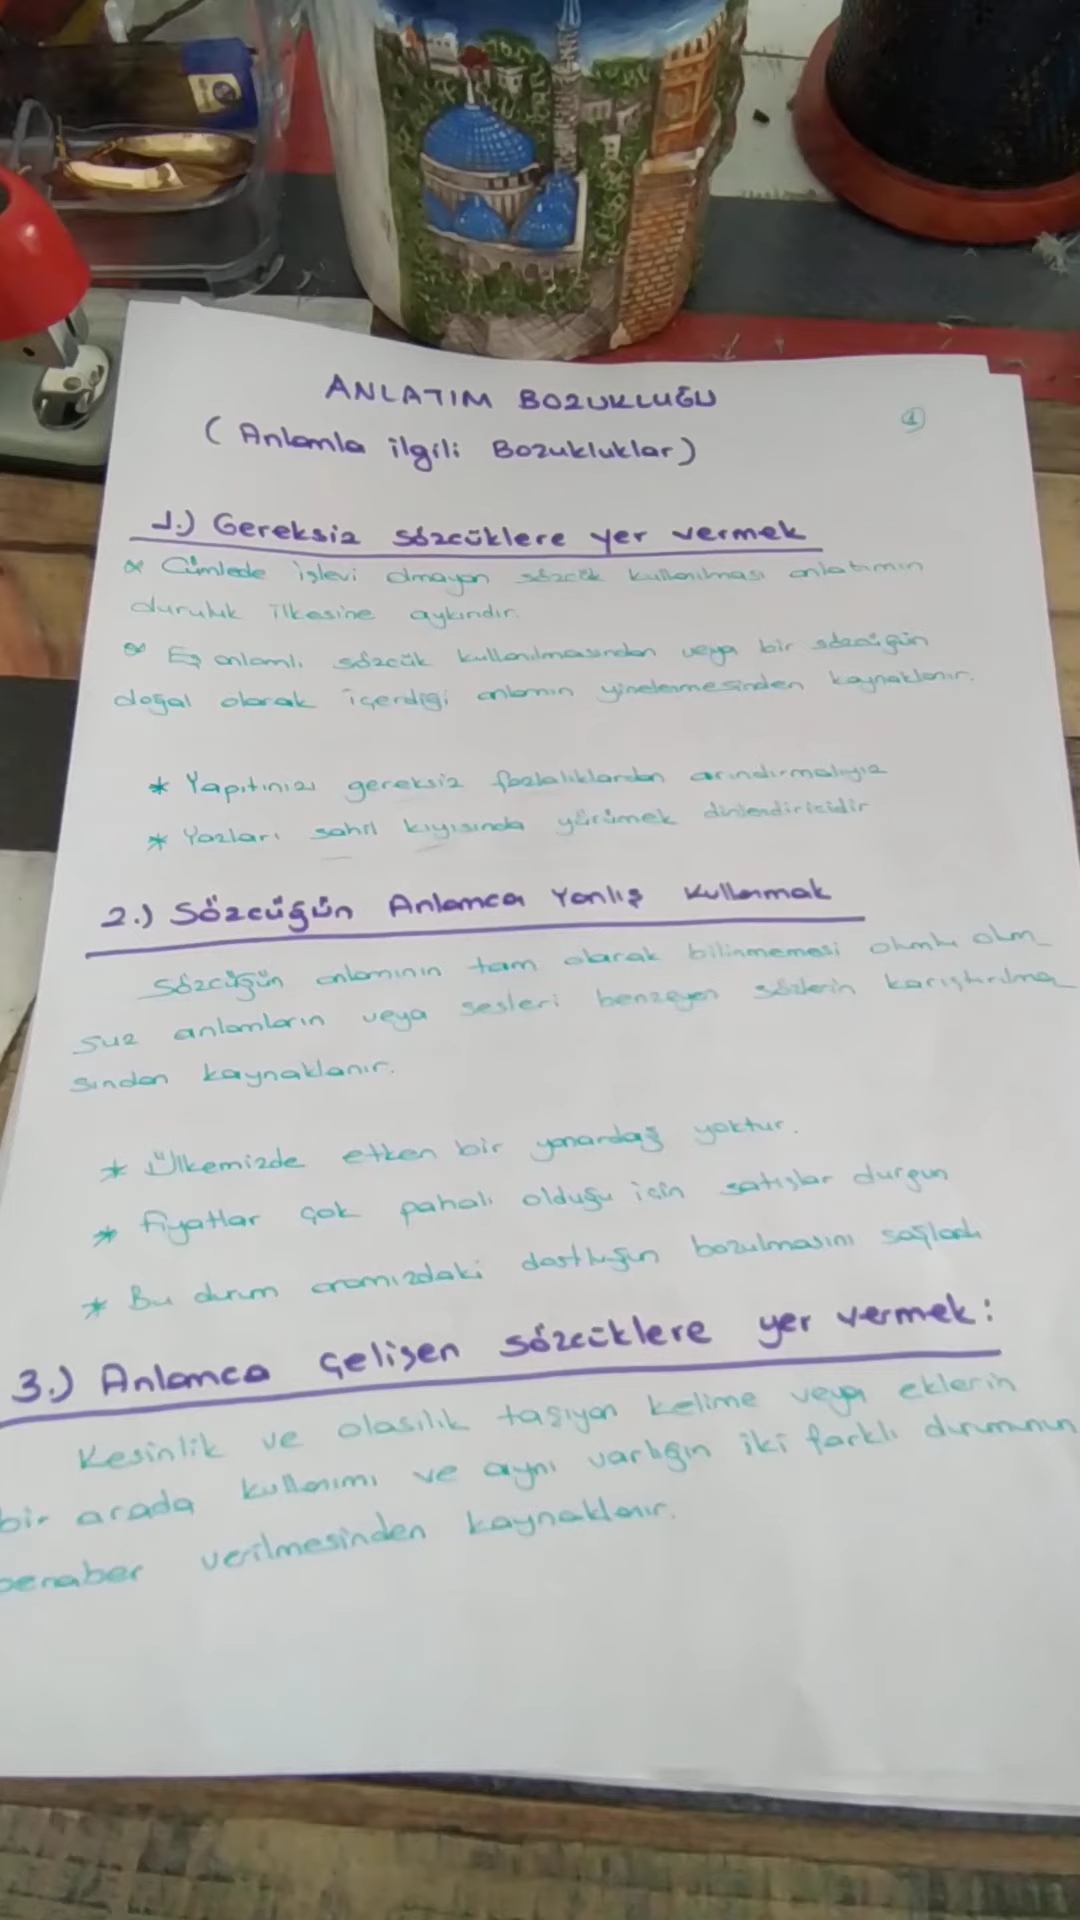 ANLATIM BOZUKLUĞU
①
(Anlamla ilgili Bozukluklar)
1.) Gereksiz sözcüklere yer vermek
Cümlede işlevi olmayan sözcük kullanılması anlatımın
duruluk ilkesine aykırıdır.
Eş anlamlı sözcük kullanılmasından veya bir sözcüğün
doğal olarak içerdiği anlamın yinelenmesinden kaynaklanır.
* Yapıtınızı gereksiz fazlalıklardan arındırmalıyız
* Yazları sahil kıyısında yürümek dinlendiricidir
2.) Sözcüğün Anlamca Yanlış Kullanmak
Sözcüğün anlamının tam olarak bilinmemesi olumlu olum
suz anlamların veya sesleri benzeyen sözlerin karıştırılma
sından kaynaklanır.
* Ülkemizde etken bir yanardağ yoktur.
* Fiyatlar çok pahalı olduğu için satışlar durgun
* Bu durum aramızdaki dostluğun bozulmasını sağladı
3.) Anlamca Çelişen sözcüklere yer vermek:
Kesinlik ve olasılık taşıyan kelime veya eklerin
bir arada kullanımı ve aynı varlığın iki farklı durumunun
beraber verilmesinden kaynaklanır.